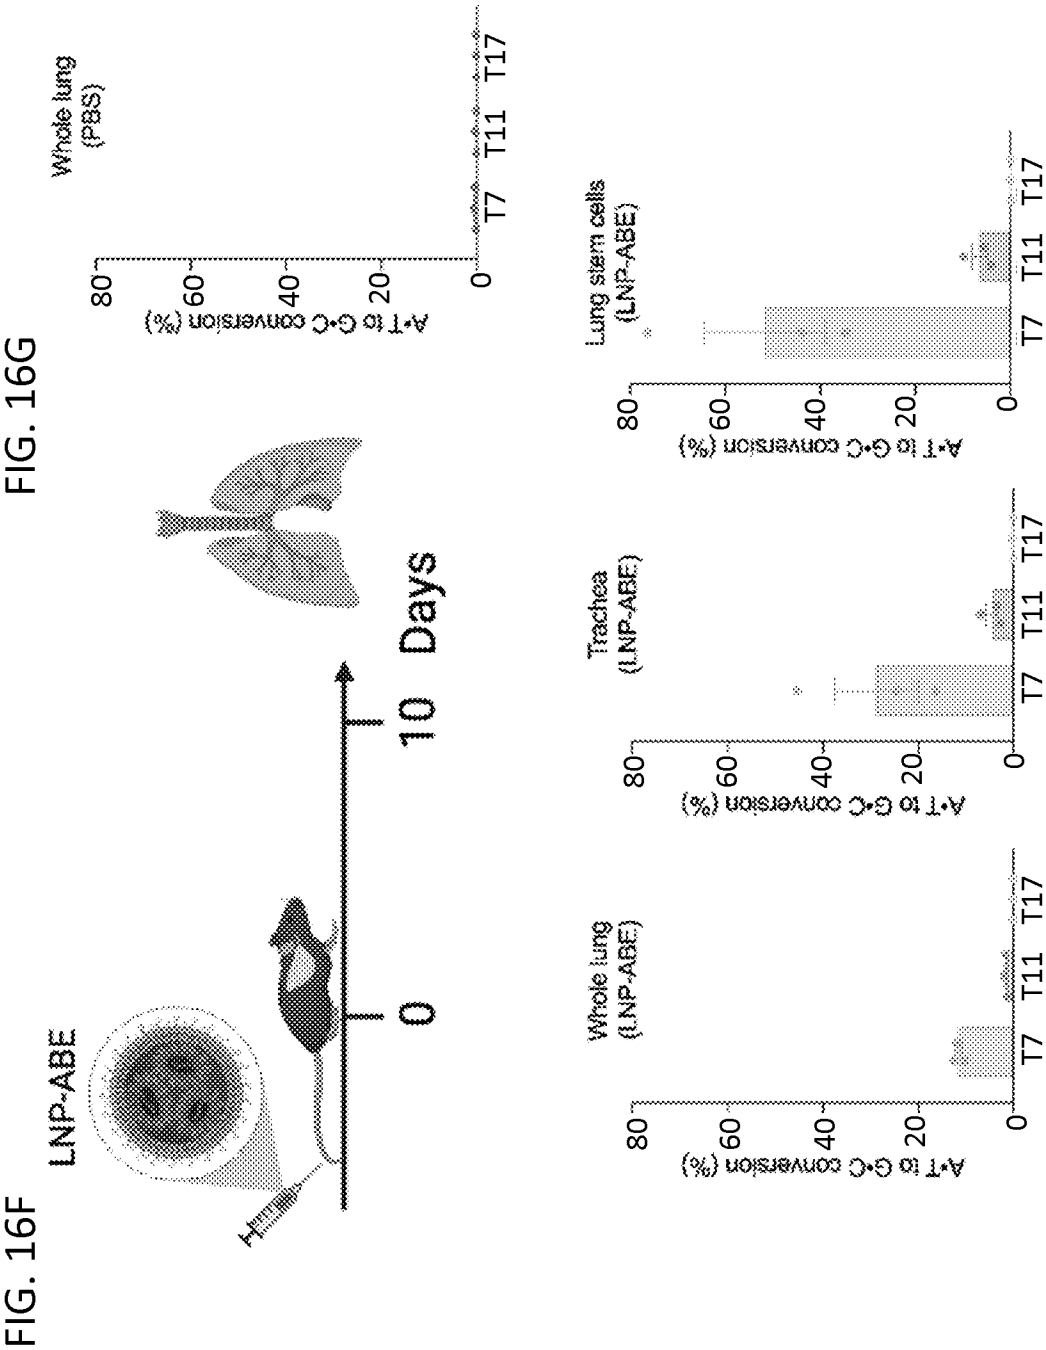 FIG. 16F
LNP-ABE
0
10 Days
FIG. 16G
Whole lung
(PBS)
A•T to G•C conversion (%)
80
60
40
20
0
T7 T11 T17
Whole lung
(LNP-ABE)
A•T to G•C conversion (%)
80
60
40
20
0
T7 T11 T17
Trachea
(LNP-ABE)
A•T to G•C conversion (%)
80
60
40
20
0
T7 T11 T17
Lung stem cells
(LNP-ABE)
A•T to G•C conversion (%)
80
60
40
20
0
T7 T11 T17